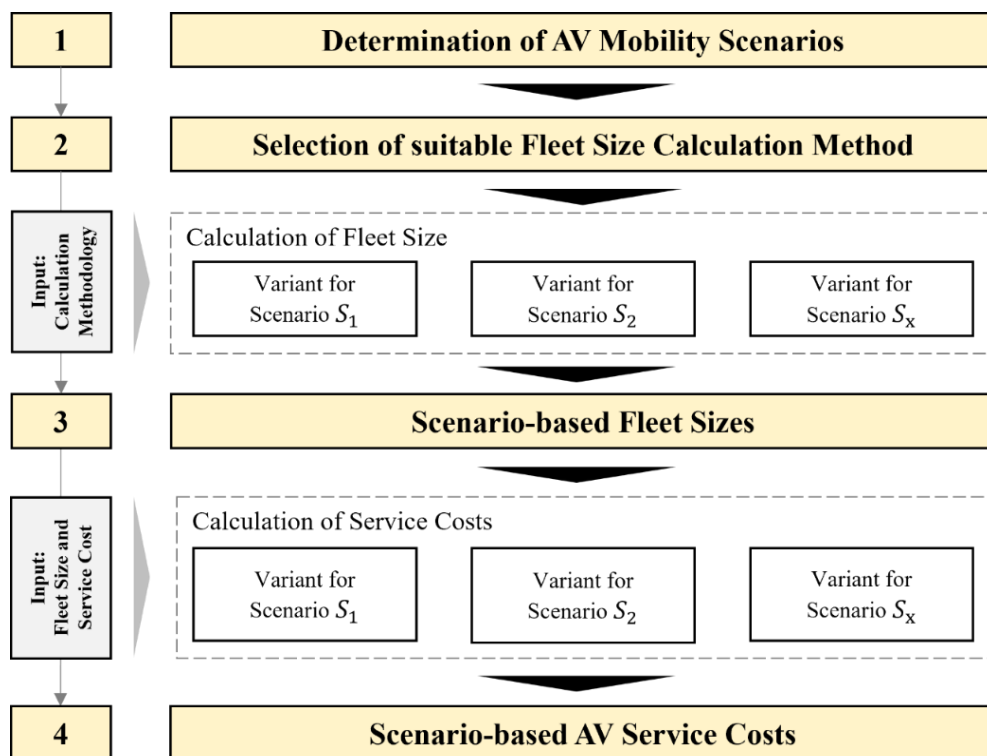 1
Determination of AV Mobility Scenarios
2
Selection of suitable Fleet Size Calculation Method
Input:
Calculation
Methodology
Calculation of Fleet Size
Variant for
Scenario S₁
Variant for
Scenario S₂
Variant for
Scenario Sₓ
3
Scenario-based Fleet Sizes
Input:
Fleet Size and
Service Cost
Calculation of Service Costs
Variant for
Scenario S₁
Variant for
Scenario S₂
Variant for
Scenario Sₓ
4
Scenario-based AV Service Costs